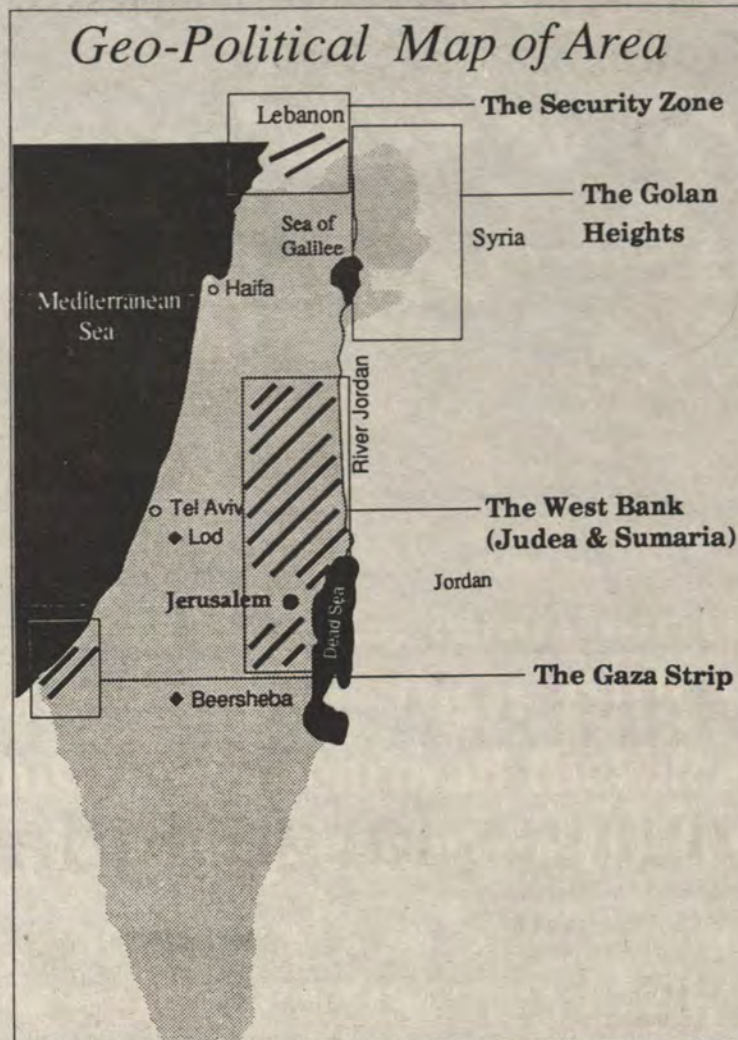 Geo-Political Map of Area
Lebanon
The Security Zone
The Golan
Heights
Sea of
Galilee
Syria
Haifa
Mediterranean
Sea
River Jordan
Tel Aviv
Lod
The West Bank
(Judea & Sumaria)
Jordan
Jerusalem
Dead Sea
The Gaza Strip
Beersheba